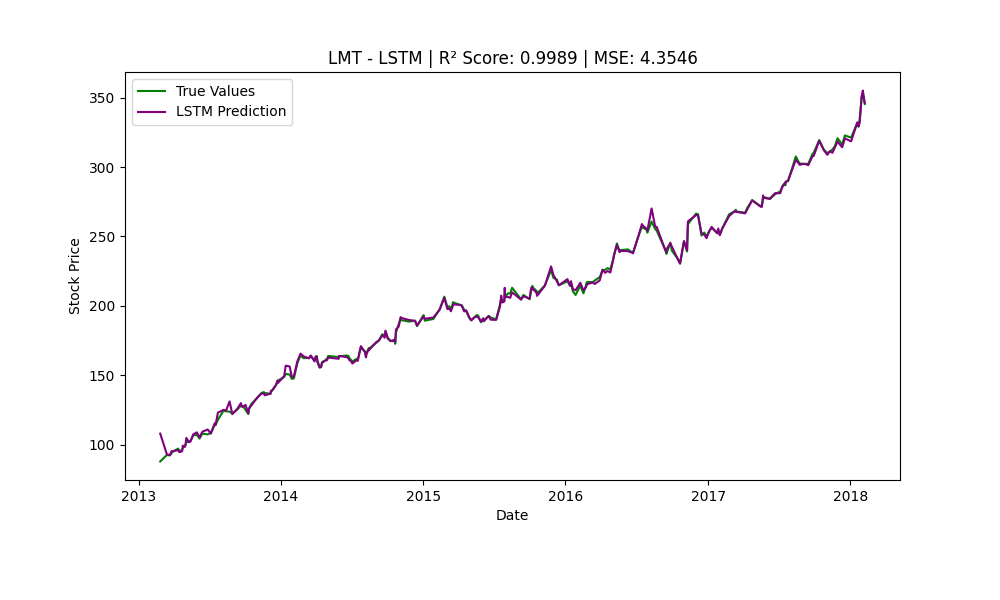 LMT - LSTM | R² Score: 0.9989 | MSE: 4.3546
True Values
LSTM Prediction
350
300
250
200
150
100
Stock Price
2013 2014 2015 2016 2017 2018
Date